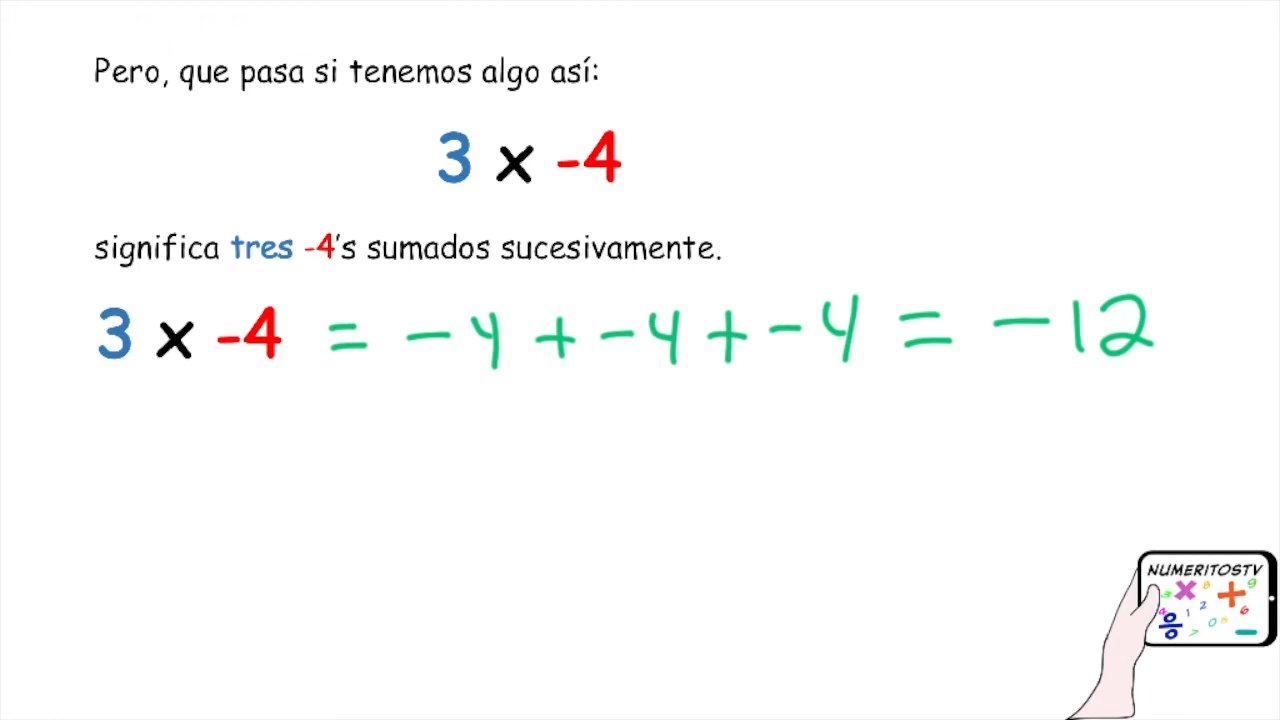 Pero, que pasa si tenemos algo así:
3 x -4
significa tres -4's sumados sucesivamente.
3 x -4 = -4 + -4 + -4 = -12
NUMERITOSTV